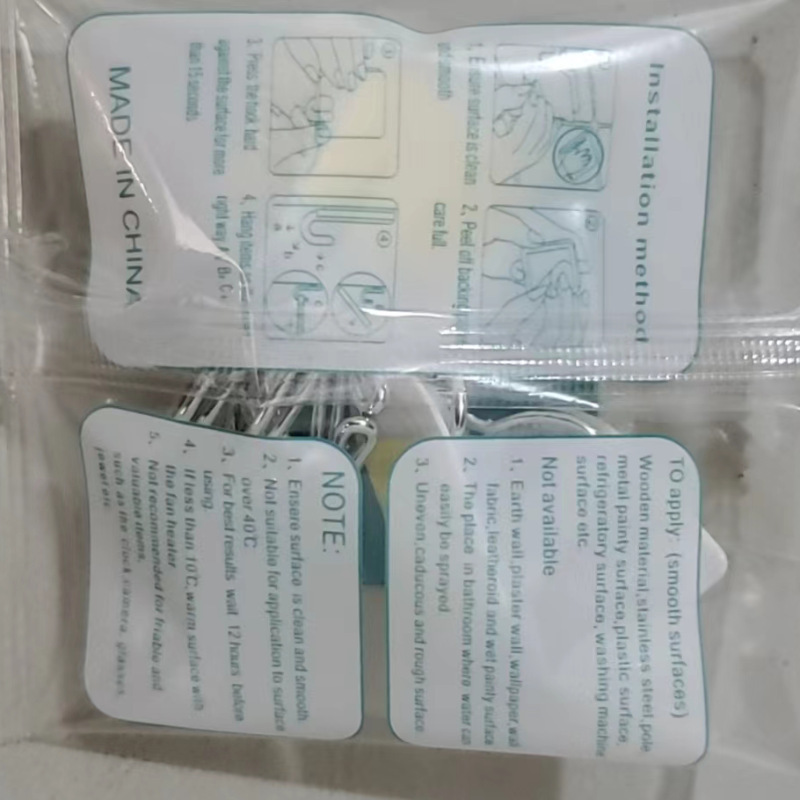 Installation method
1、Ensure surface is clean
and smooth
2、Peel off backing
care full.
3、Press the hook hard
against the surface for more
than 15 seconds.
4、Hang items
right way A B C
MADE IN CHINA
TO apply: (smooth surfaces)
Wooden material,stainless steel,pole
metal painty surface,plastic surface,
refrigeratory surface, washing machine
surface etc.
Not available
1、Earth wall,plaster wall,wallpaper,wall
fabric,leatheroid and wet painly surface
2、The place in bathroom where water can
easily be sprayed
3、Uneven,caducous and rough surface
NOTE:
1、Ensere surface is clean and smooth
2、Not suitable for application to surface
over 40℃
3、For best results wait 12 hours before
using.
4、If less than 10℃,warm surface with
the fan heater
5、Not recommended for friable and
valuable items,
such as the clock camera, glasses,
jewerels